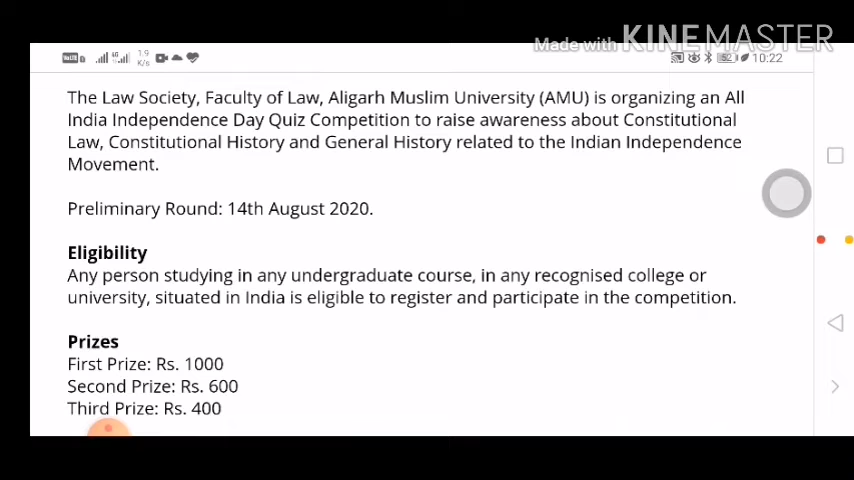 Made with KINEMASTER
1.9 K/s 52 10:22
The Law Society, Faculty of Law, Aligarh Muslim University (AMU) is organizing an All
India Independence Day Quiz Competition to raise awareness about Constitutional
Law, Constitutional History and General History related to the Indian Independence
Movement.
Preliminary Round: 14th August 2020.
Eligibility
Any person studying in any undergraduate course, in any recognised college or
university, situated in India is eligible to register and participate in the competition.
Prizes
First Prize: Rs. 1000
Second Prize: Rs. 600
Third Prize: Rs. 400